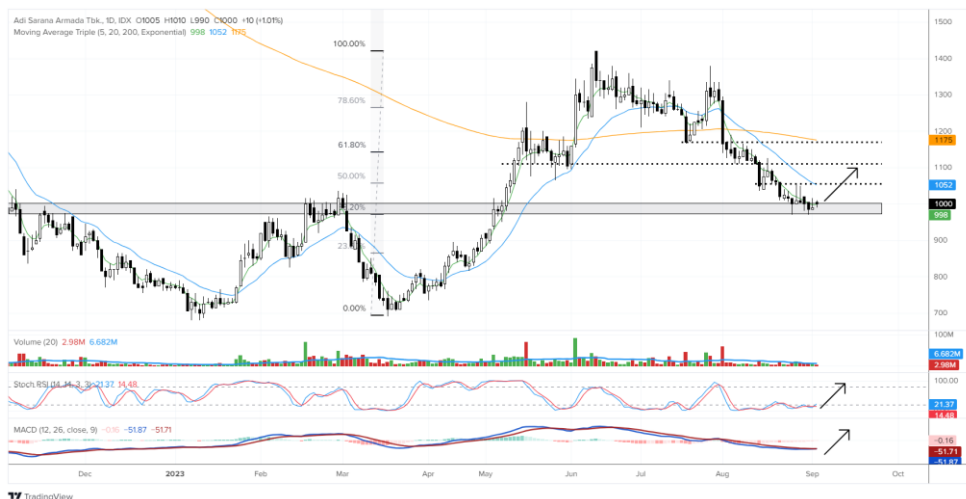 Adi Sarana Armada Tbk., 1D, IDX O1005 H1010 L990 C1000 +10 (+1.01%)
Moving Average Triple (5, 20, 200, Exponential) 998 1052 1175
1500
1400
1300
1200
1175
1100
1052
1000
998
900
800
700
100.00%
78.60%
61.80%
50.00%
23.
0.00%
Volume (20) 2.98M 6.682M
100M
6.682M
2.98M
Stoch RSI (14, 14, 3, 3) 21.37 14.48
100.00
21.37
14.48
MACD (12, 26, close, 9) -0.16 -51.87 -51.71
-0.16
-51.71
-51.87
Dec 2023 Feb Mar Apr May Jun Jul Aug Sep Oct
TradingView